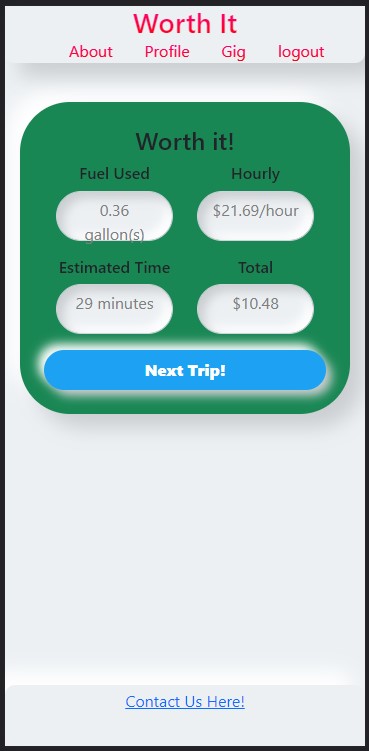 Worth It
About Profile Gig logout
Worth it!
Fuel Used Hourly
0.36 $21.69/hour
gallon(s)
Estimated Time Total
29 minutes $10.48
Next Trip!
Contact Us Here!